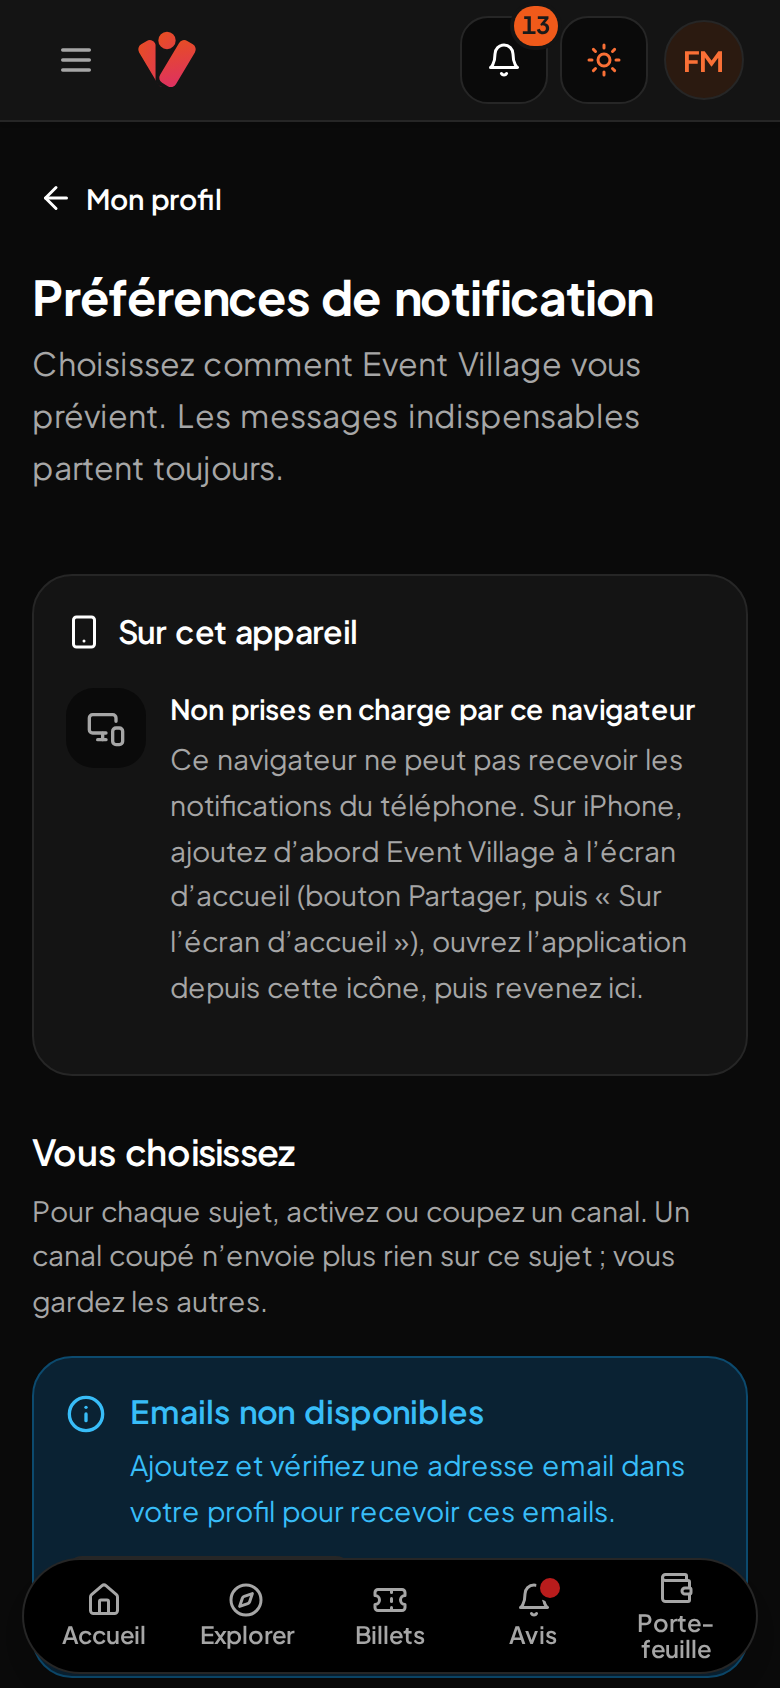 13
FM
Mon profil
Préférences de notification
Choisissez comment Event Village vous
prévient. Les messages indispensables
partent toujours.
Sur cet appareil
Non prises en charge par ce navigateur
Ce navigateur ne peut pas recevoir les
notifications du téléphone. Sur iPhone,
ajoutez d’abord Event Village à l’écran
d’accueil (bouton Partager, puis « Sur
l’écran d’accueil »), ouvrez l’application
depuis cette icône, puis revenez ici.
Vous choisissez
Pour chaque sujet, activez ou coupez un canal. Un
canal coupé n’envoie plus rien sur ce sujet ; vous
gardez les autres.
Emails non disponibles
Ajoutez et vérifiez une adresse email dans
votre profil pour recevoir ces emails.
Accueil
Explorer
Billets
Avis
Porte-
feuille